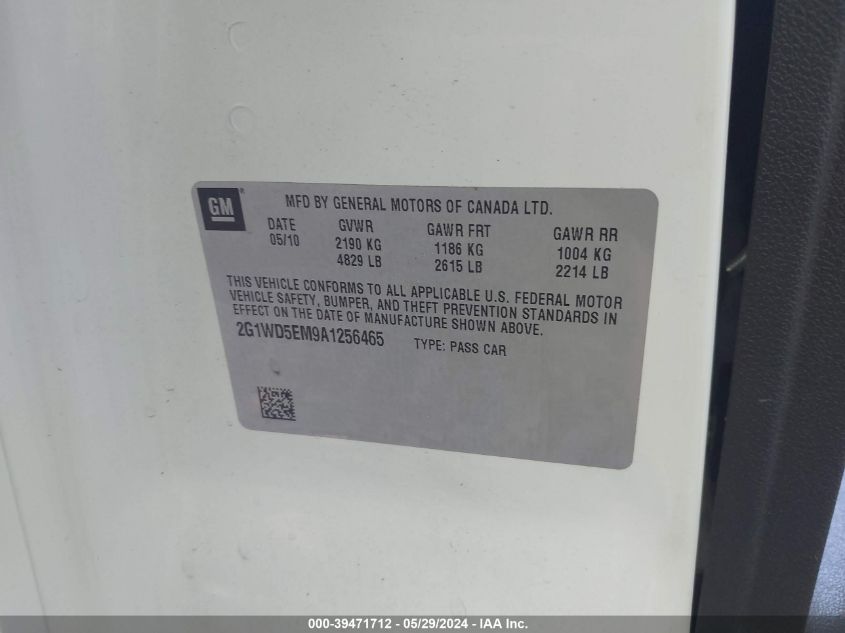 GM®
MFD BY GENERAL MOTORS OF CANADA LTD.
DATE GVWR GAWR FRT GAWR RR
05/10 2190 KG 1186 KG 1004 KG
4829 LB 2615 LB 2214 LB
THIS VEHICLE CONFORMS TO ALL APPLICABLE U.S. FEDERAL MOTOR
VEHICLE SAFETY, BUMPER, AND THEFT PREVENTION STANDARDS IN
EFFECT ON THE DATE OF MANUFACTURE SHOWN ABOVE.
2G1WD5EM9A1256465 TYPE: PASS CAR
000-39471712 - 05/29/2024 - IAA Inc.